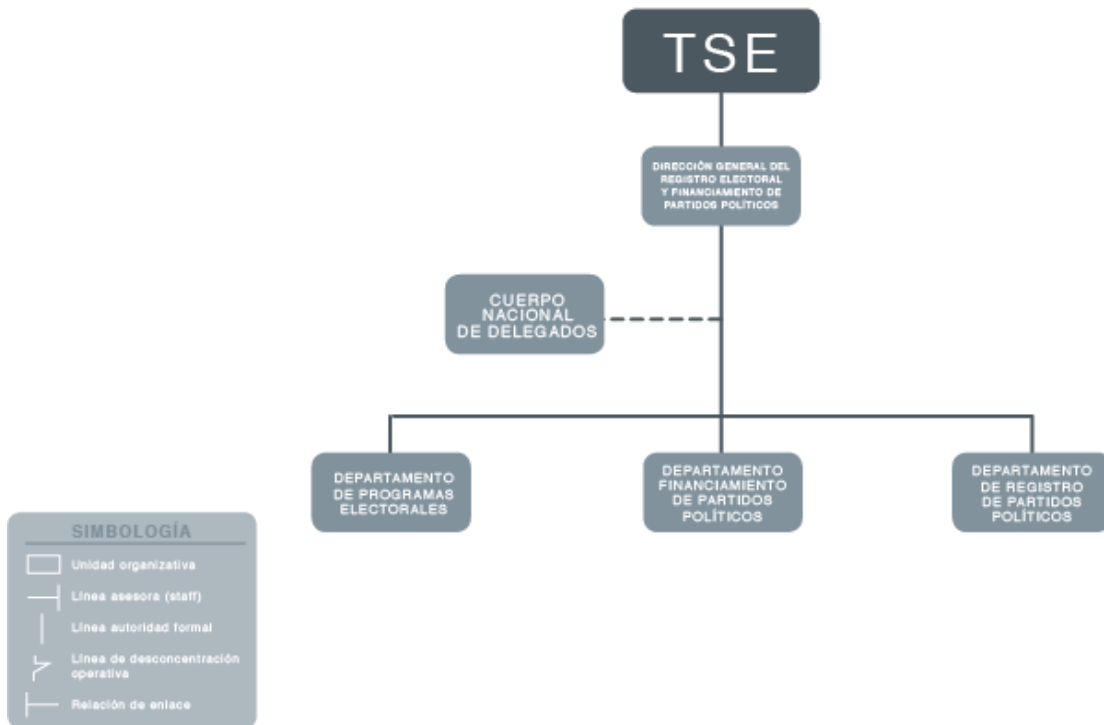 TSE
DIRECCIÓN GENERAL DEL
REGISTRO ELECTORAL
Y FINANCIAMIENTO DE
PARTIDOS POLÍTICOS
CUERPO
NACIONAL
DE DELEGADOS
DEPARTAMENTO
DE PROGRAMAS
ELECTORALES
DEPARTAMENTO
FINANCIAMIENTO
DE PARTIDOS
POLÍTICOS
DEPARTAMENTO
DE REGISTRO
DE PARTIDOS
POLÍTICOS
SIMBOLOGÍA
Unidad organizativa
Línea asesora (staff)
Línea autoridad formal
Línea de desconcentración
operativa
Relación de enlace